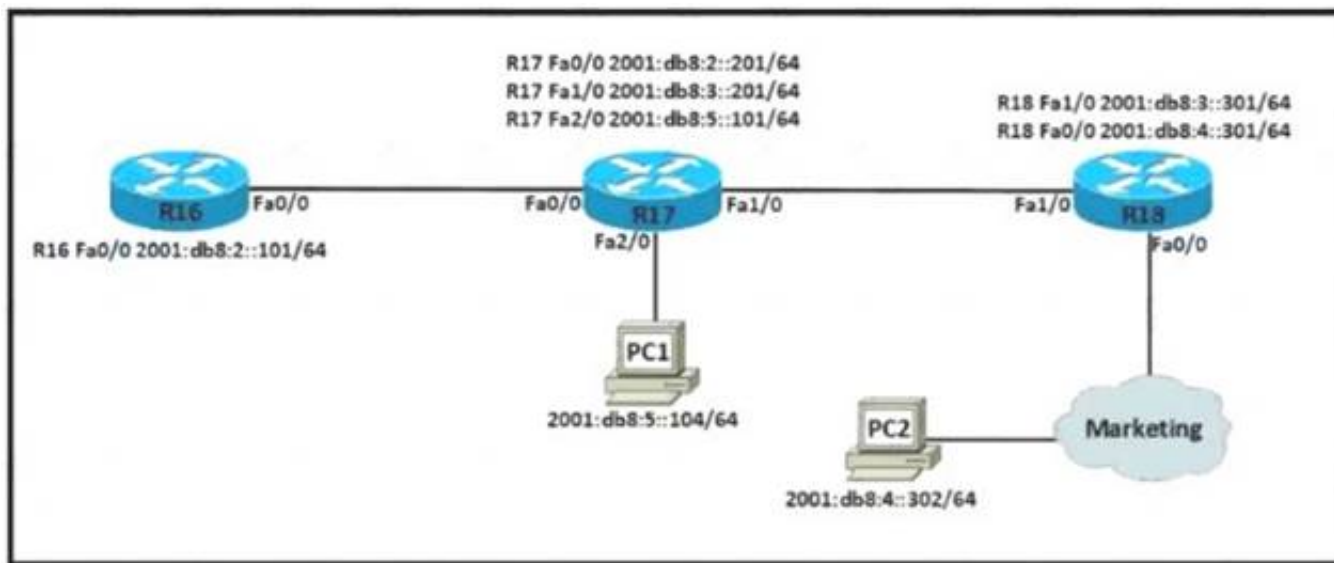 R17 Fa0/0 2001:db8:2::201/64
R17 Fa1/0 2001:db8:3::201/64
R17 Fa2/0 2001:db8:5::101/64
R18 Fa1/0 2001:db8:3::301/64
R18 Fa0/0 2001:db8:4::301/64
R16 Fa0/0 Fa0/0 R17 Fa1/0 Fa1/0 R18
Fa2/0 Fa0/0
R16 Fa0/0 2001:db8:2::101/64
PC1
2001:db8:5::104/64
PC2 Marketing
2001:db8:4::302/64